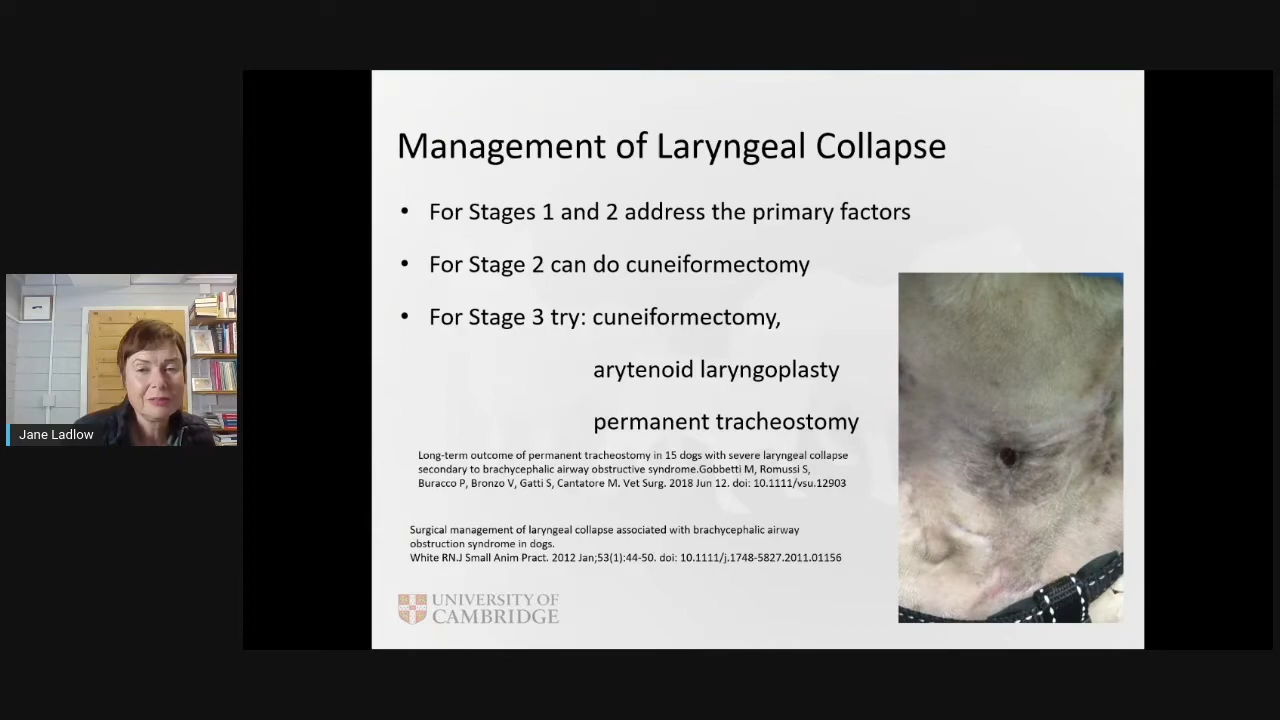 Management of Laryngeal Collapse
• For Stages 1 and 2 address the primary factors
• For Stage 2 can do cuneiformectomy
• For Stage 3 try: cuneiformectomy,
arytenoid laryngoplasty
permanent tracheostomy
Long-term outcome of permanent tracheostomy in 15 dogs with severe laryngeal collapse
secondary to brachycephalic airway obstructive syndrome.Gobbetti M, Romussi S,
Buracco P, Bronzo V, Gatti S, Cantatore M. Vet Surg. 2018 Jun 12. doi: 10.1111/vsu.12903
Surgical management of laryngeal collapse associated with brachycephalic airway
obstruction syndrome in dogs.
White RN.J Small Anim Pract. 2012 Jan;53(1):44-50. doi: 10.1111/j.1748-5827.2011.01156
UNIVERSITY OF
CAMBRIDGE
Jane Ladlow